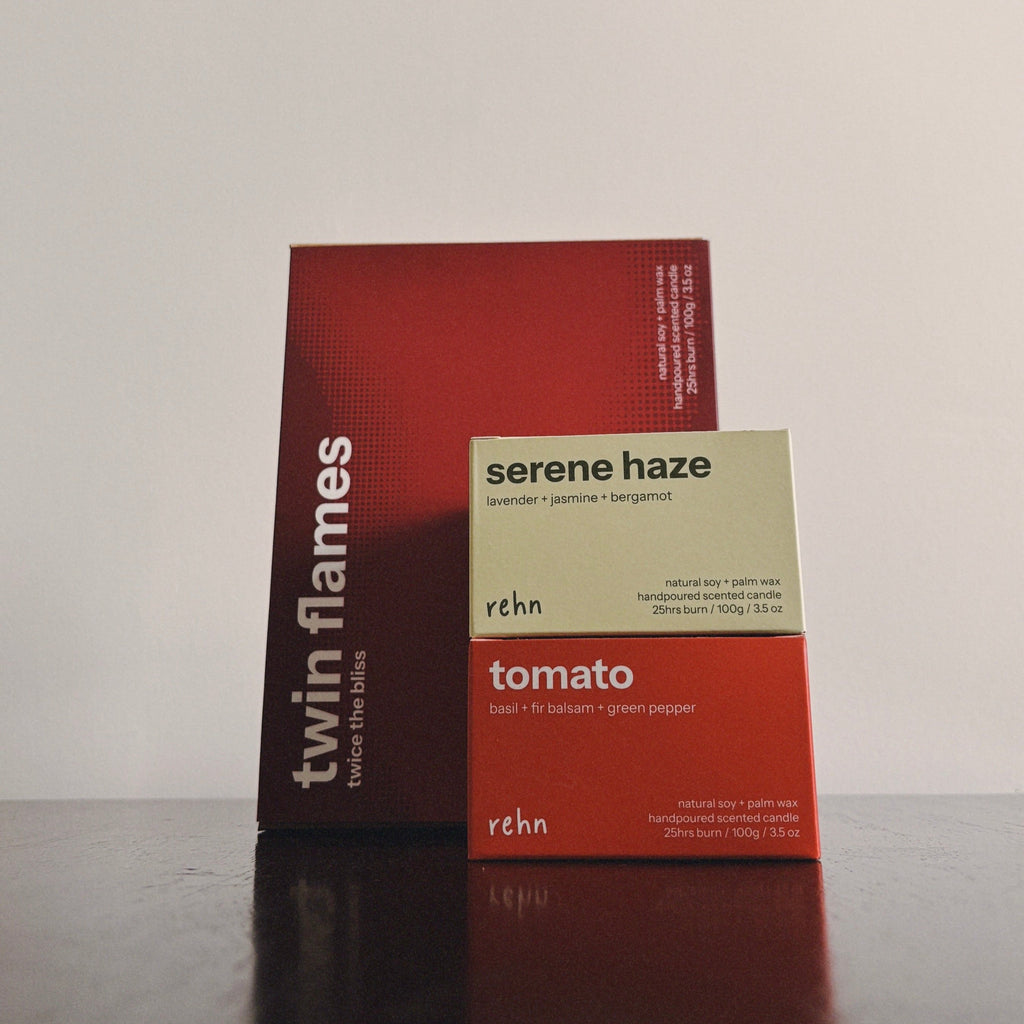 twin flames
twice the bliss
natural soy + palm wax
handpoured scented candle
25hrs burn / 100g / 3.5 oz
serene haze
lavender + jasmine + bergamot
rehn
natural soy + palm wax
handpoured scented candle
25hrs burn / 100g / 3.5 oz
tomato
basil + fir balsam + green pepper
rehn
natural soy + palm wax
handpoured scented candle
25hrs burn / 100g / 3.5 oz